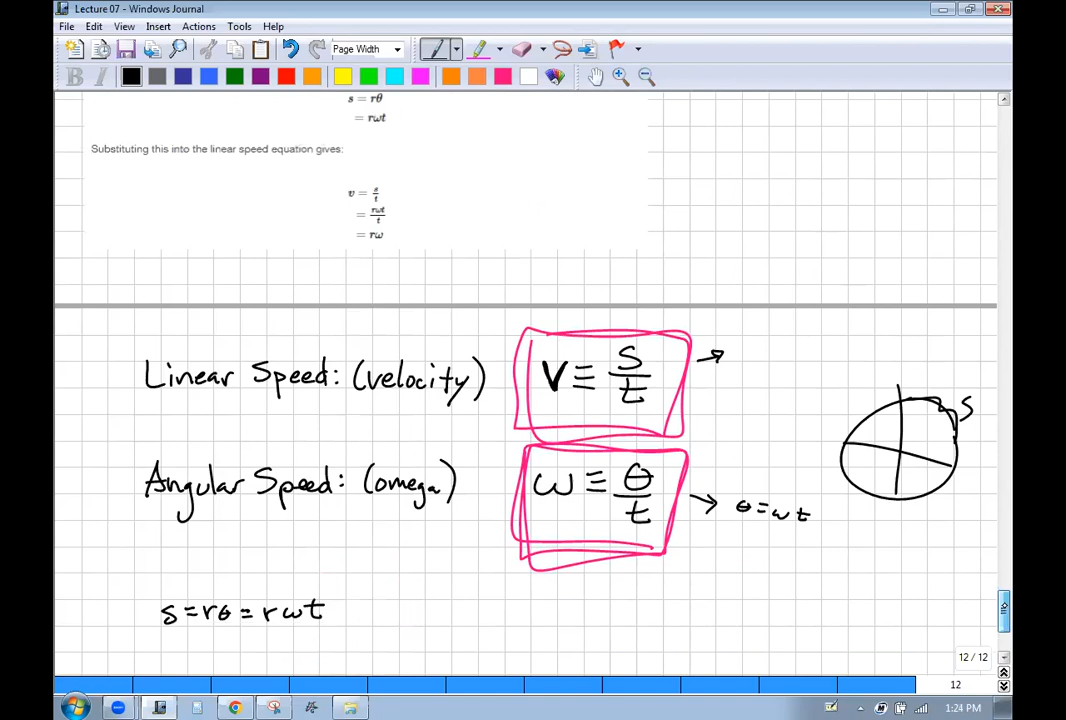 Lecture 07 - Windows Journal
File Edit View Insert Actions Tools Help
Page Width
B I
s = rθ
= rωt
Substituting this into the linear speed equation gives:
v = s/t
= rωt/t
= rω
Linear Speed: (velocity) V ≡ S/t →
S
Angular Speed: (omega) ω ≡ θ/t → θ = ωt
s = rθ = rωt
12 / 12
12
1:24 PM